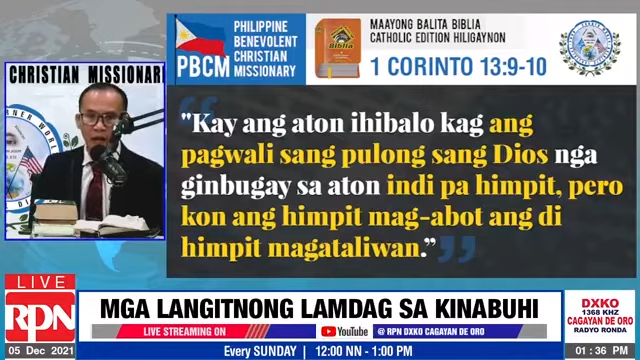 PHILIPPINE
BENEVOLENT
CHRISTIAN
MISSIONARY
PBCM
Biblia
MAAYONG BALITA BIBLIA
CATHOLIC EDITION HILIGAYNON
1 CORINTO 13:9-10
CHRISTIAN MISSIONARI
"Kay ang aton ihibalo kag ang
pagwali sang pulong sang Dios nga
ginbugay sa aton indi pa himpit, pero
kon ang himpit mag-abot ang di
himpit magataliwan.”
LIVE
RPN
05 Dec 2021
MGA LANGITNONG LAMDAG SA KINABUHI
LIVE STREAMING ON
YouTube
@ RPN DXKO CAGAYAN DE ORO
Every SUNDAY | 12:00 NN - 1:00 PM
DXKO
1368 KHZ
CAGAYAN DE ORO
RADYO RONDA
01:36 PM